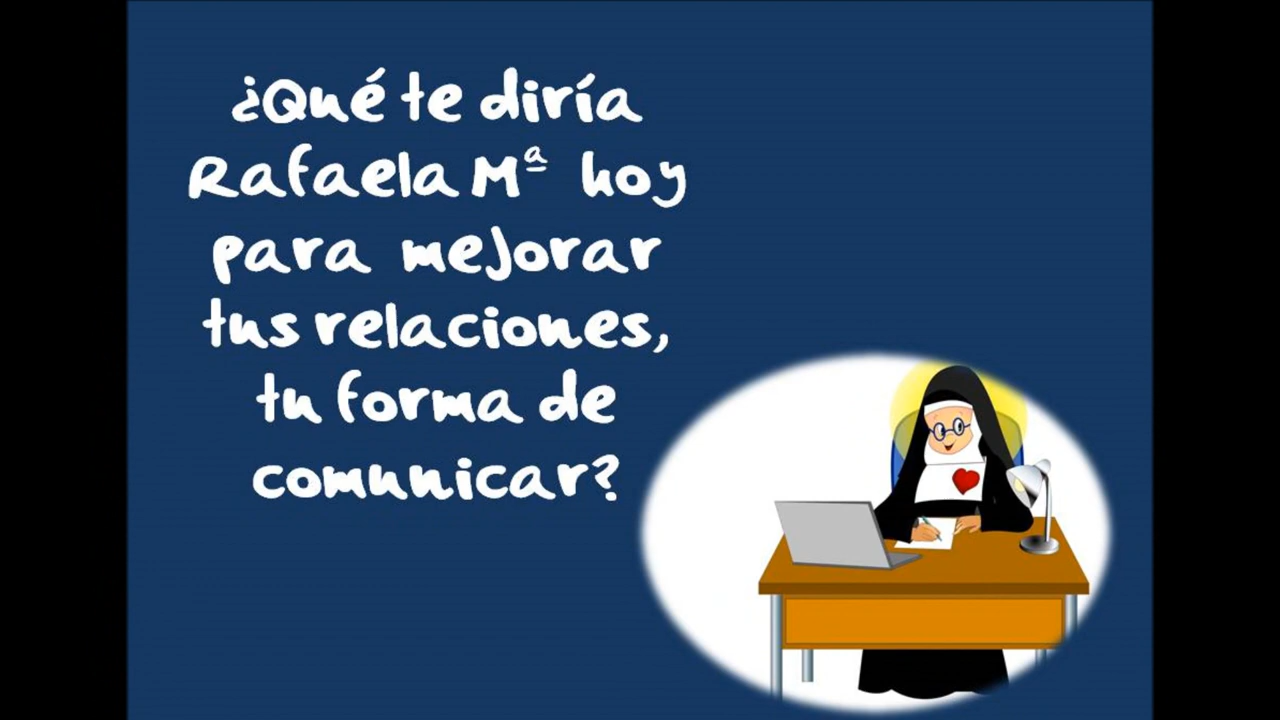 ¿Qué te diría
Rafaela Mª hoy
para mejorar
tus relaciones,
tu forma de
comunicar?